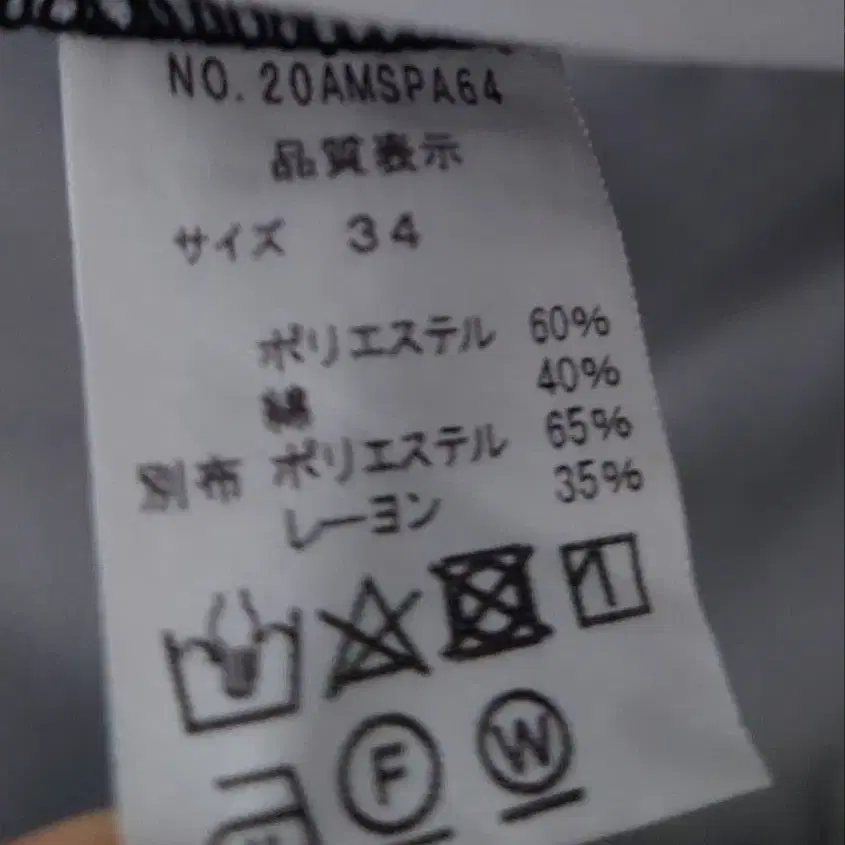 NO. 20AMSPA64
品質表示
サイズ 34
ポリエステル 60%
綿 40%
別布 ポリエステル 65%
レーヨン 35%
F W